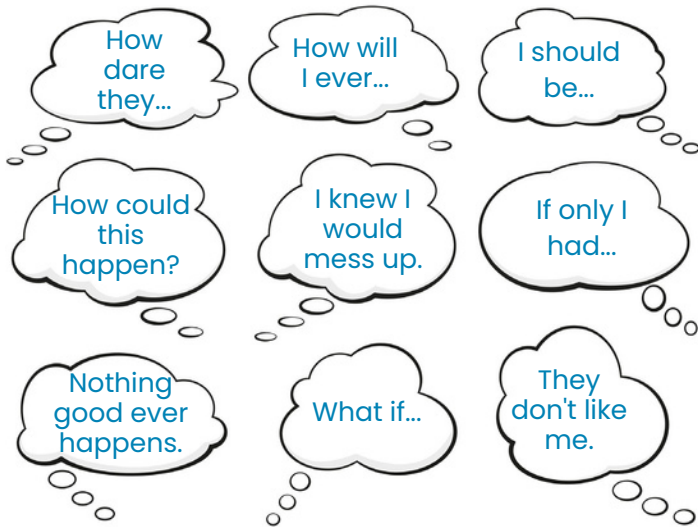 How
dare
they...
How will
I ever...
I should
be...
How could
this
happen?
I knew I
would
mess up.
If only I
had...
Nothing
good ever
happens.
What if...
They
don't like
me.